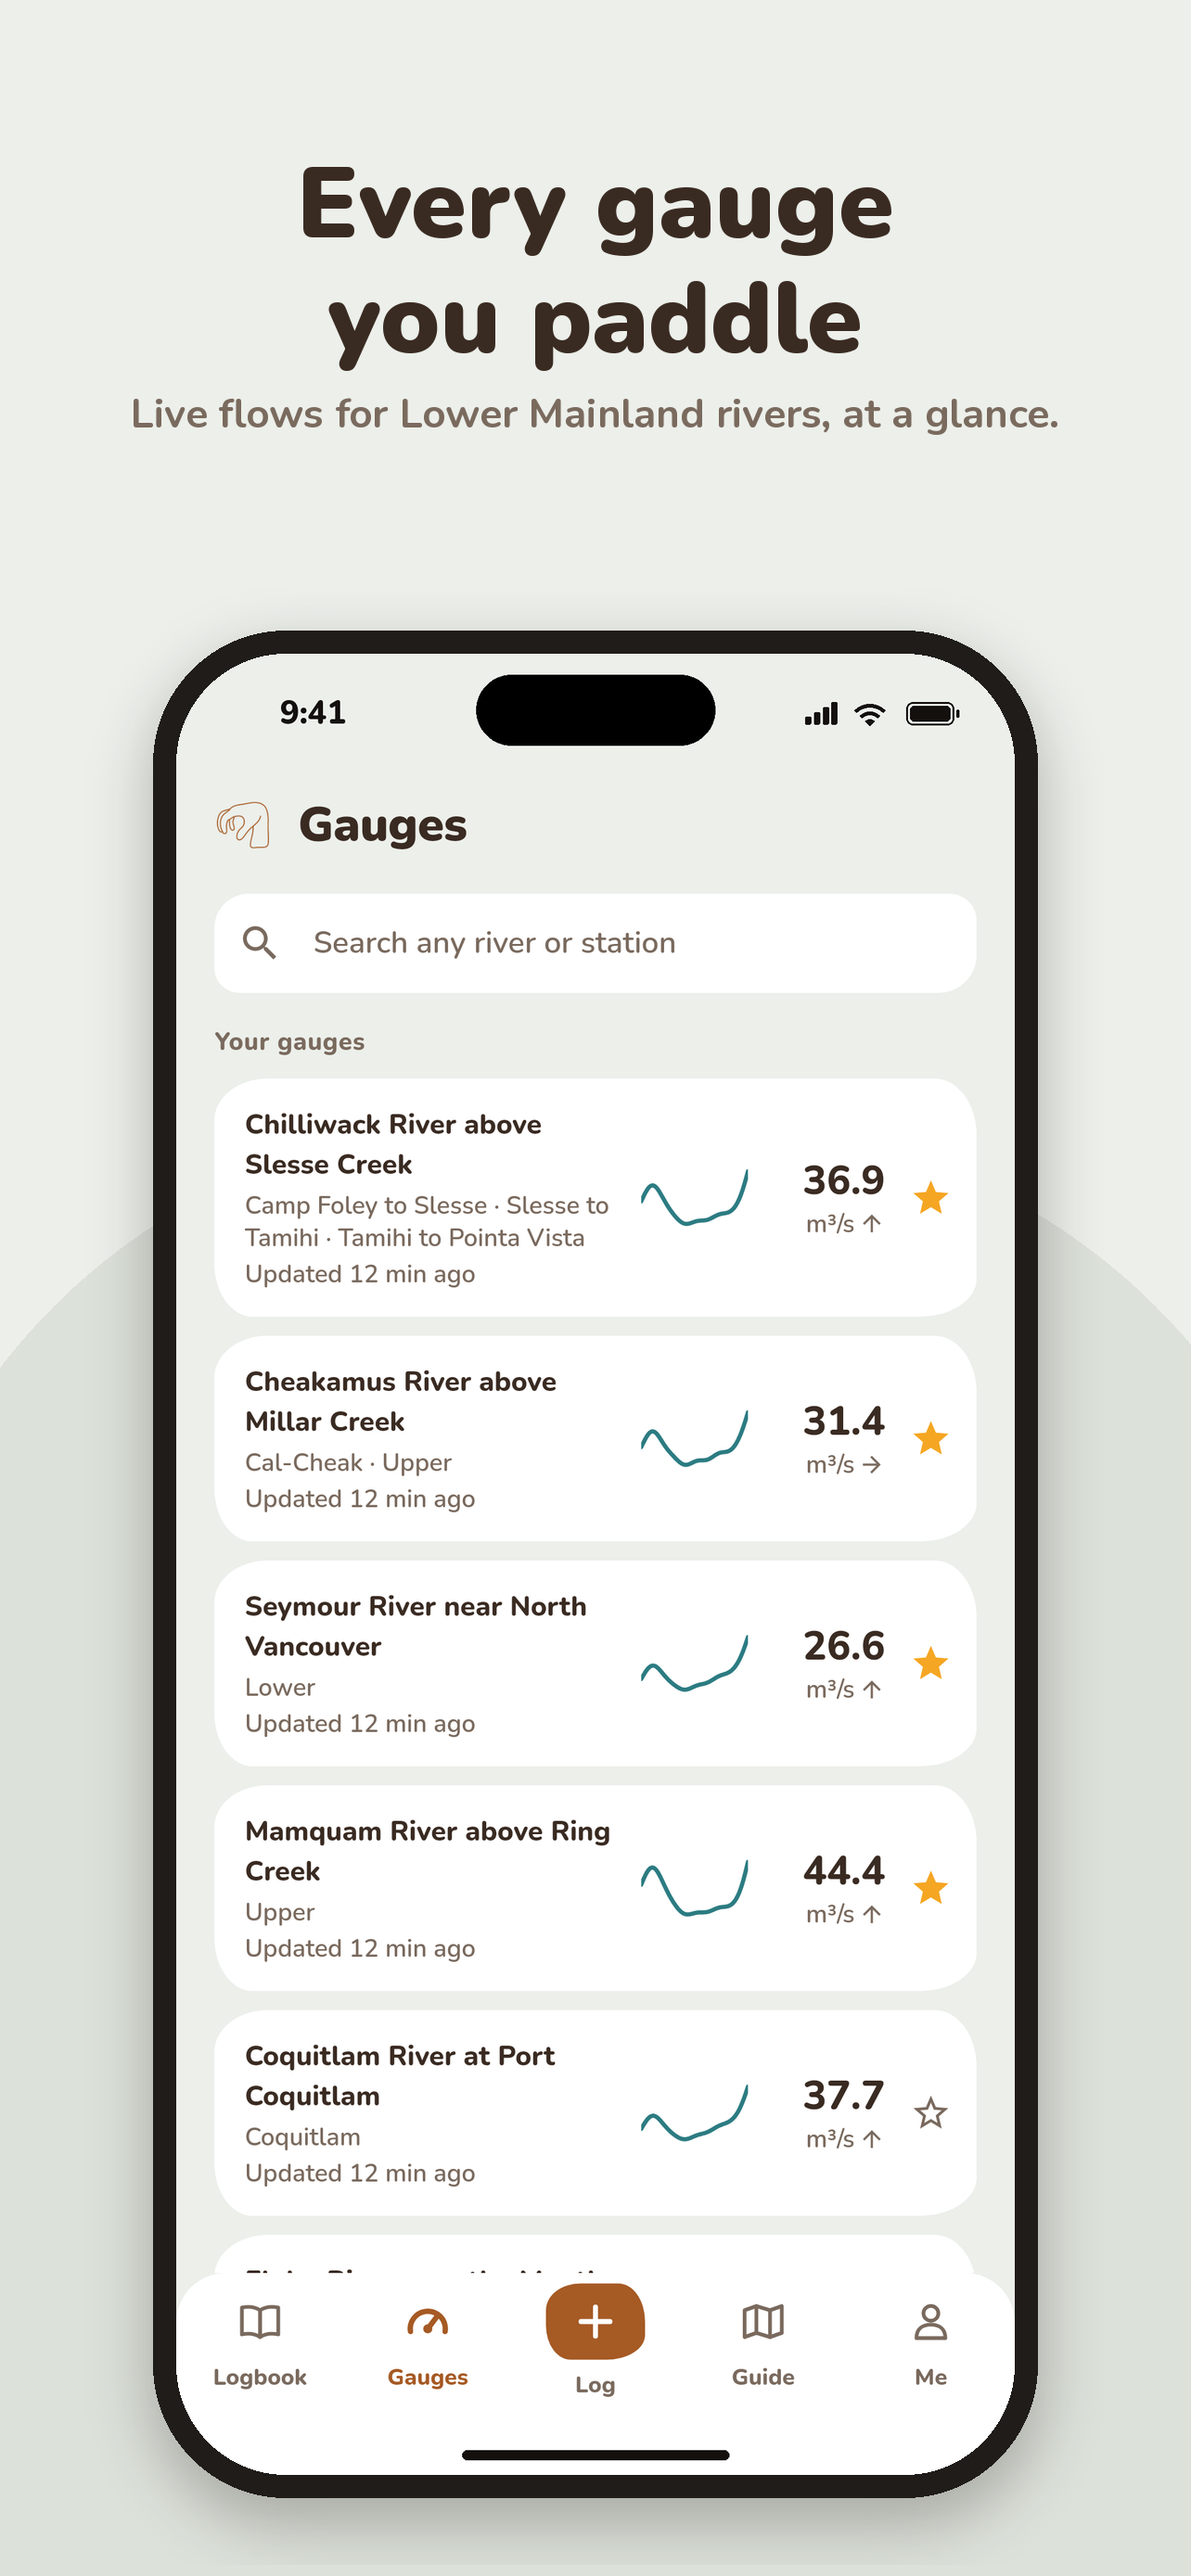 Every gauge
you paddle
Live flows for Lower Mainland rivers, at a glance.
9:41
Gauges
Search any river or station
Your gauges
Chilliwack River above
Slesse Creek
Camp Foley to Slesse · Slesse to
Tamihi · Tamihi to Pointa Vista
Updated 12 min ago
36.9
m³/s ↑
Cheakamus River above
Millar Creek
Cal-Cheak · Upper
Updated 12 min ago
31.4
m³/s →
Seymour River near North
Vancouver
Lower
Updated 12 min ago
26.6
m³/s ↑
Mamquam River above Ring
Creek
Upper
Updated 12 min ago
44.4
m³/s ↑
Coquitlam River at Port
Coquitlam
Coquitlam
Updated 12 min ago
37.7
m³/s ↑
Logbook
Gauges
Log
Guide
Me